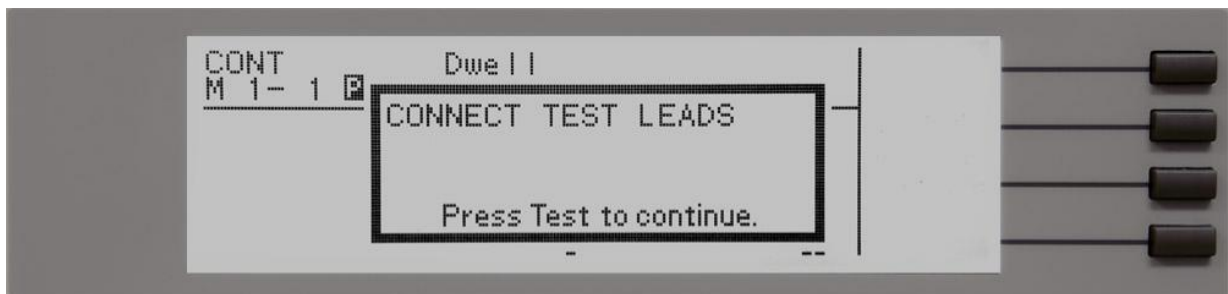 CONT Dwell
M 1- 1 P
CONNECT TEST LEADS
Press Test to continue.
- --